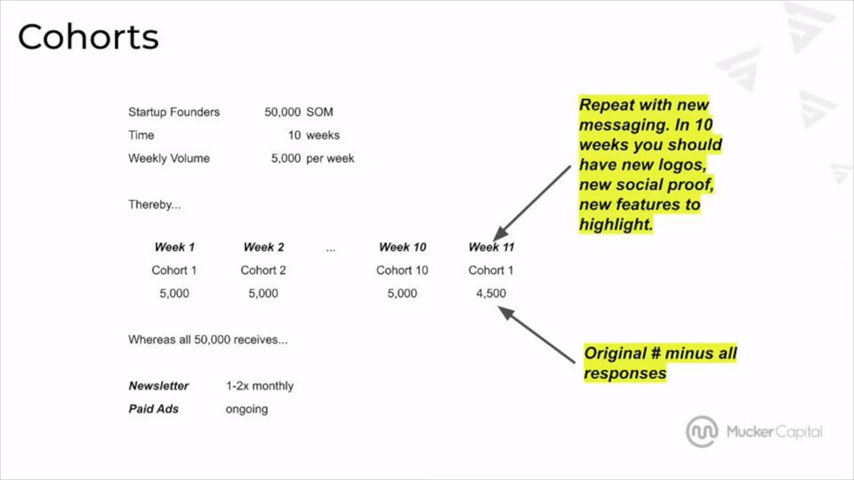 Cohorts
Startup Founders 50,000 SOM
Time 10 weeks
Weekly Volume 5,000 per week
Thereby...
Week 1 Week 2 ... Week 10 Week 11
Cohort 1 Cohort 2 Cohort 10 Cohort 1
5,000 5,000 5,000 4,500
Whereas all 50,000 receives...
Newsletter 1-2x monthly
Paid Ads ongoing
Repeat with new
messaging. In 10
weeks you should
have new logos,
new social proof,
new features to
highlight.
Original # minus all
responses
MuckerCapital